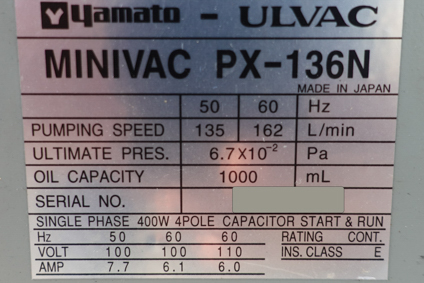 Yamato - ULVAC
MINIVAC PX-136N
MADE IN JAPAN
50 60 Hz
PUMPING SPEED 135 162 L/min
ULTIMATE PRES. 6.7X10⁻² Pa
OIL CAPACITY 1000 mL
SERIAL NO.
SINGLE PHASE 400W 4POLE CAPACITOR START & RUN
Hz 50 60 60 RATING CONT.
VOLT 100 100 110 INS. CLASS E
AMP 7.7 6.1 6.0